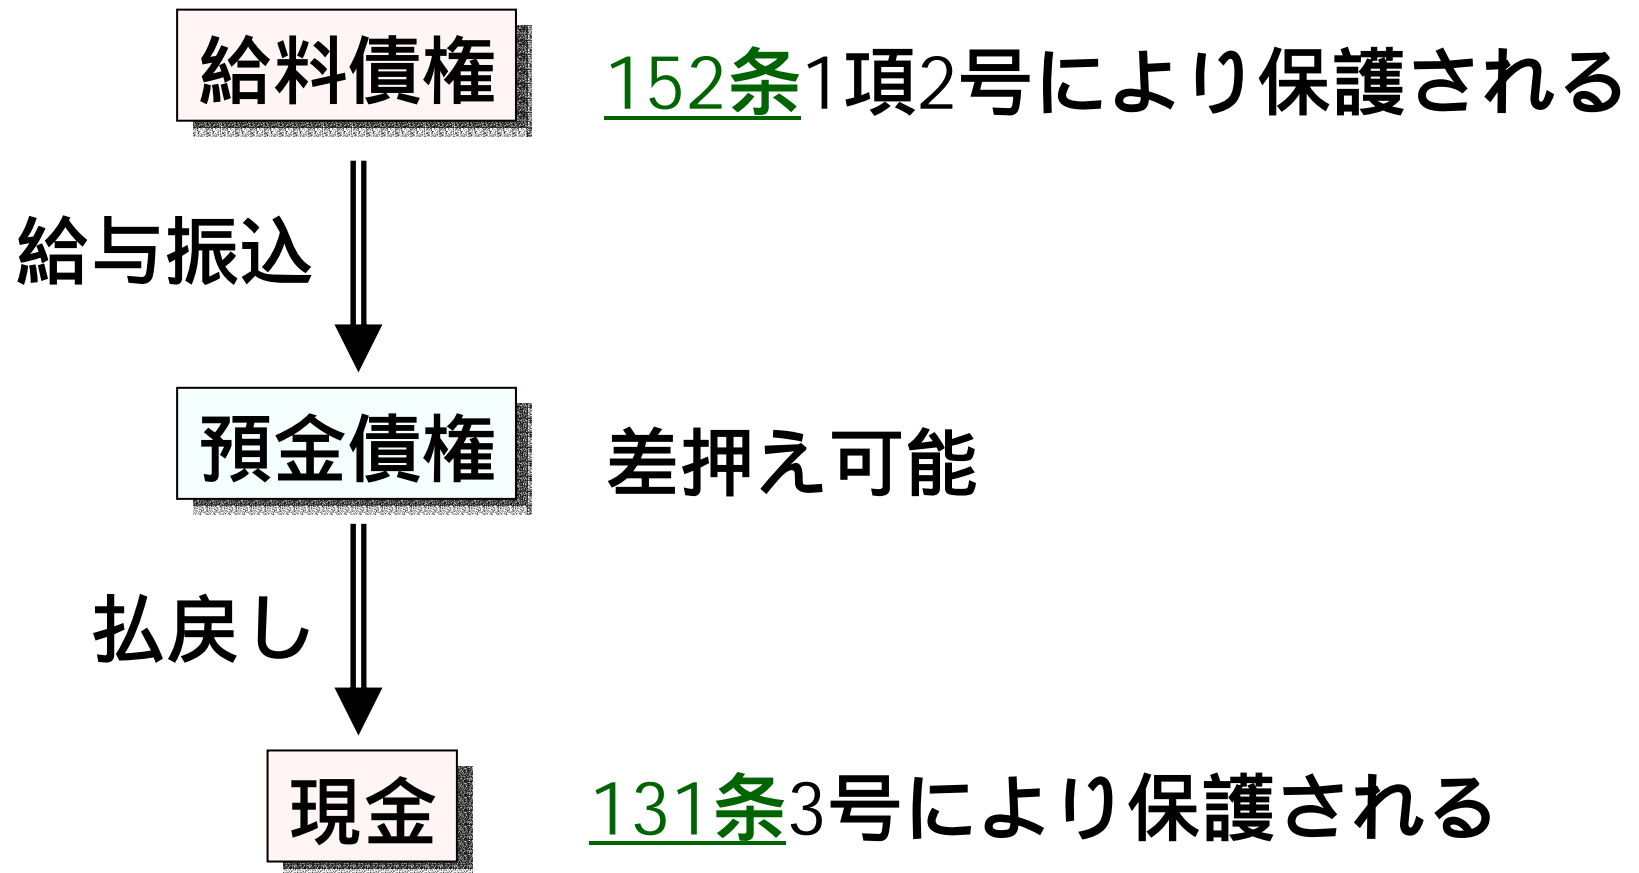 給料債権
152条1項2号により保護される
給与振込
預金債権
差押え可能
払戻し
現金
131条3号により保護される